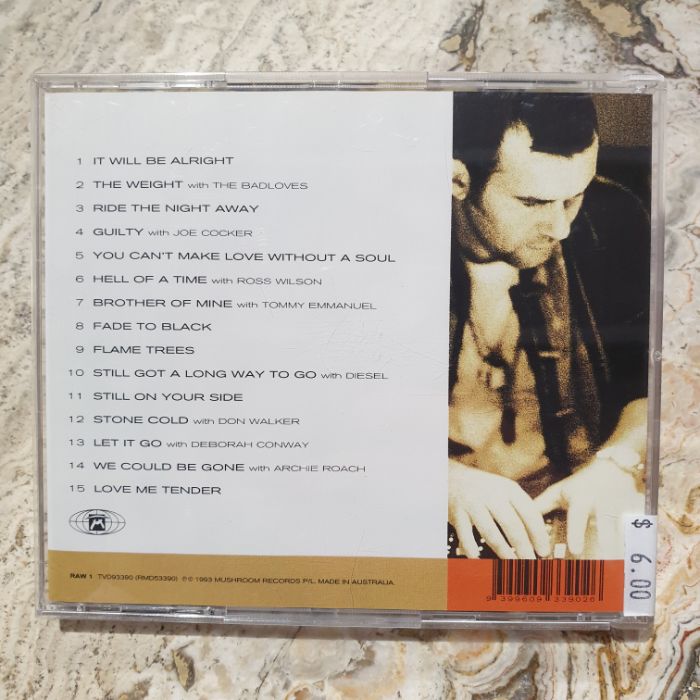 1 IT WILL BE ALRIGHT
2 THE WEIGHT with THE BADLOVES
3 RIDE THE NIGHT AWAY
4 GUILTY with JOE COCKER
5 YOU CAN'T MAKE LOVE WITHOUT A SOUL
6 HELL OF A TIME with ROSS WILSON
7 BROTHER OF MINE with TOMMY EMMANUEL
8 FADE TO BLACK
9 FLAME TREES
10 STILL GOT A LONG WAY TO GO with DIESEL
11 STILL ON YOUR SIDE
12 STONE COLD with DON WALKER
13 LET IT GO with DEBORAH CONWAY
14 WE COULD BE GONE with ARCHIE ROACH
15 LOVE ME TENDER
RAW 1 TVD93390 (RMD53390) ℗ © 1993 MUSHROOM RECORDS P/L. MADE IN AUSTRALIA.
9 399609 339026
$ 6.00